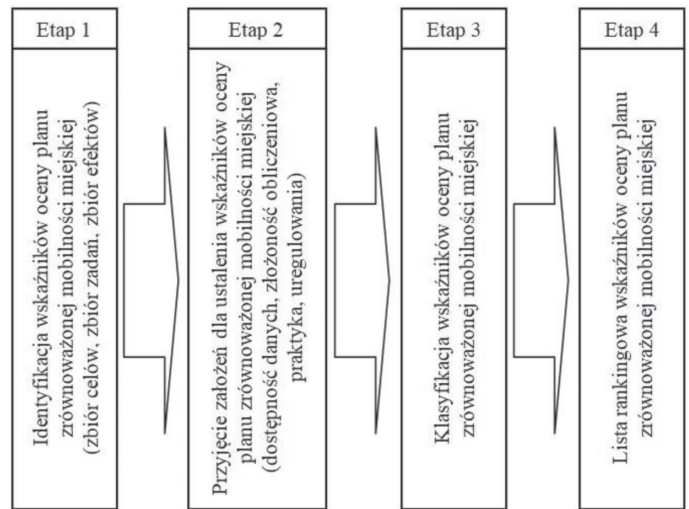 Etap 1
Identyfikacja wskaźników oceny planu
zrównoważonej mobilności miejskiej
(zbiór celów, zbiór zadań, zbiór efektów)
Etap 2
Przyjęcie założeń dla ustalenia wskaźników oceny
planu zrównoważonej mobilności miejskiej
(dostępność danych, złożoność obliczeniowa,
praktyka, uregulowania)
Etap 3
Klasyfikacja wskaźników oceny planu
zrównoważonej mobilności miejskiej
Etap 4
Lista rankingowa wskaźników oceny planu
zrównoważonej mobilności miejskiej